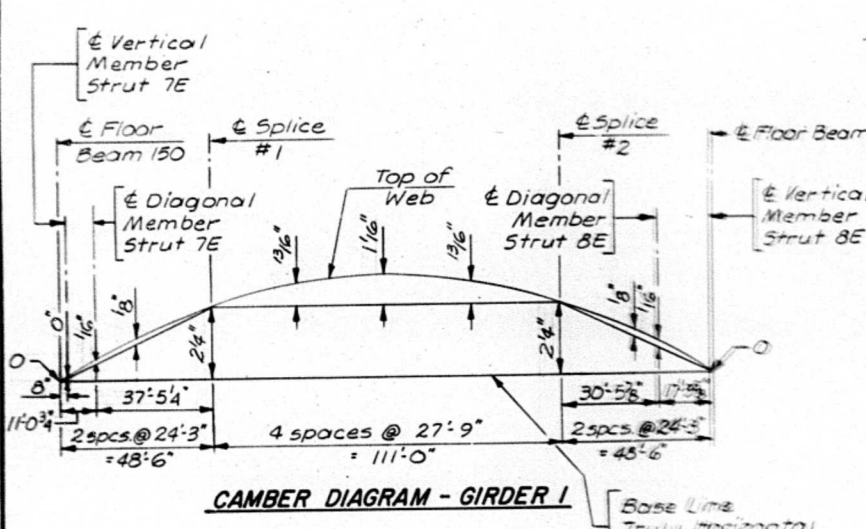 ℄ Vertical
Member
Strut 7E
℄ Floor
Beam 150
℄ Splice
#1
℄ Splice
#2
℄ Floor Beam
℄ Diagonal
Member
Strut 7E
Top of
Web
℄ Diagonal
Member
Strut 8E
℄ Vertical
Member
Strut 8E
13/16"
1 1/16"
13/16"
0"
1/16"
1/8"
2 1/4"
2 1/4"
1/8"
1/16"
0
0
8"
11'-0 3/4"
37'-5 1/4"
30'-5 7/8"
2 spcs. @ 24'-3"
= 48'-6"
4 spaces @ 27'-9"
= 111'-0"
2 spcs. @ 24'-3"
= 48'-6"
CAMBER DIAGRAM - GIRDER 1
Base Line